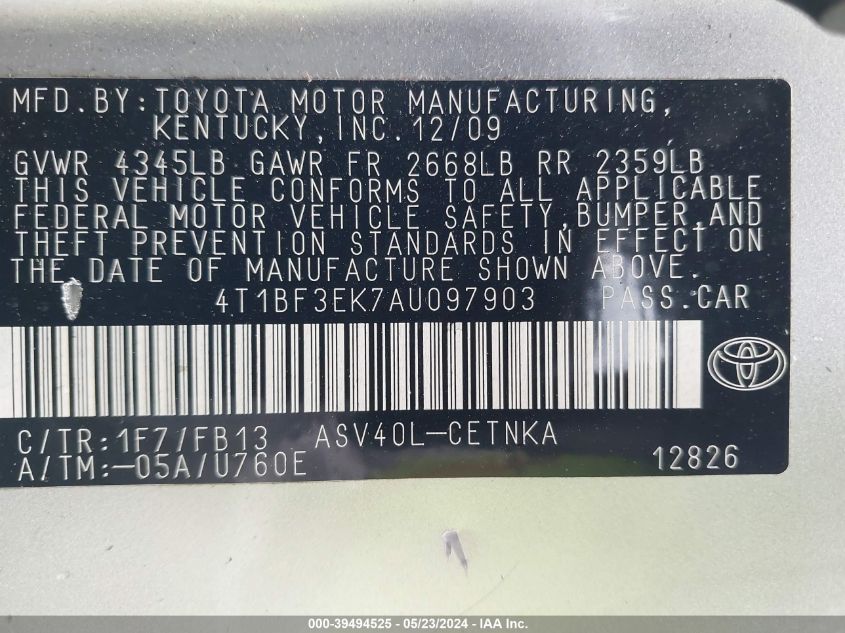 MFD.BY:TOYOTA MOTOR MANUFACTURING,
KENTUCKY,INC.12/09
GVWR 4345LB GAWR FR 2668LB RR 2359LB
THIS VEHICLE CONFORMS TO ALL APPLICABLE
FEDERAL MOTOR VEHICLE SAFETY,BUMPER,AND
THEFT PREVENTION STANDARDS IN EFFECT ON
THE DATE OF MANUFACTURE SHOWN ABOVE.
4T1BF3EK7AU097903 PASS.CAR
C/TR:1F7/FB13 ASV40L-CETNKA
A/TM:-05A/U760E 12826
000-39494525 - 05/23/2024 - IAA Inc.